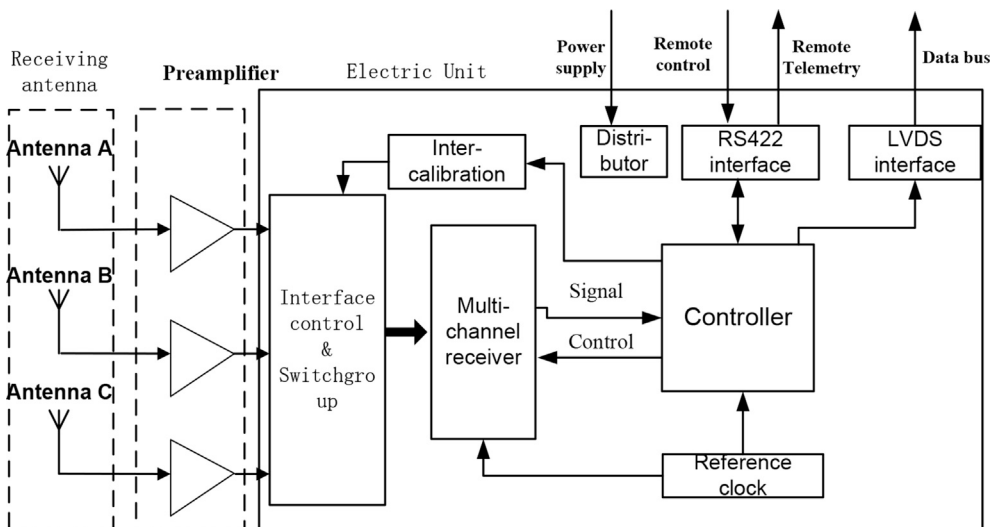 Receiving
antenna
Preamplifier
Electric Unit
Power
supply
Remote
control
Remote
Telemetry
Data bus
Antenna A
Antenna B
Antenna C
Inter-
calibration
Distri-
butor
RS422
interface
LVDS
interface
Interface
control
&
Switchgro
up
Multi-
channel
receiver
Signal
Control
Controller
Reference
clock